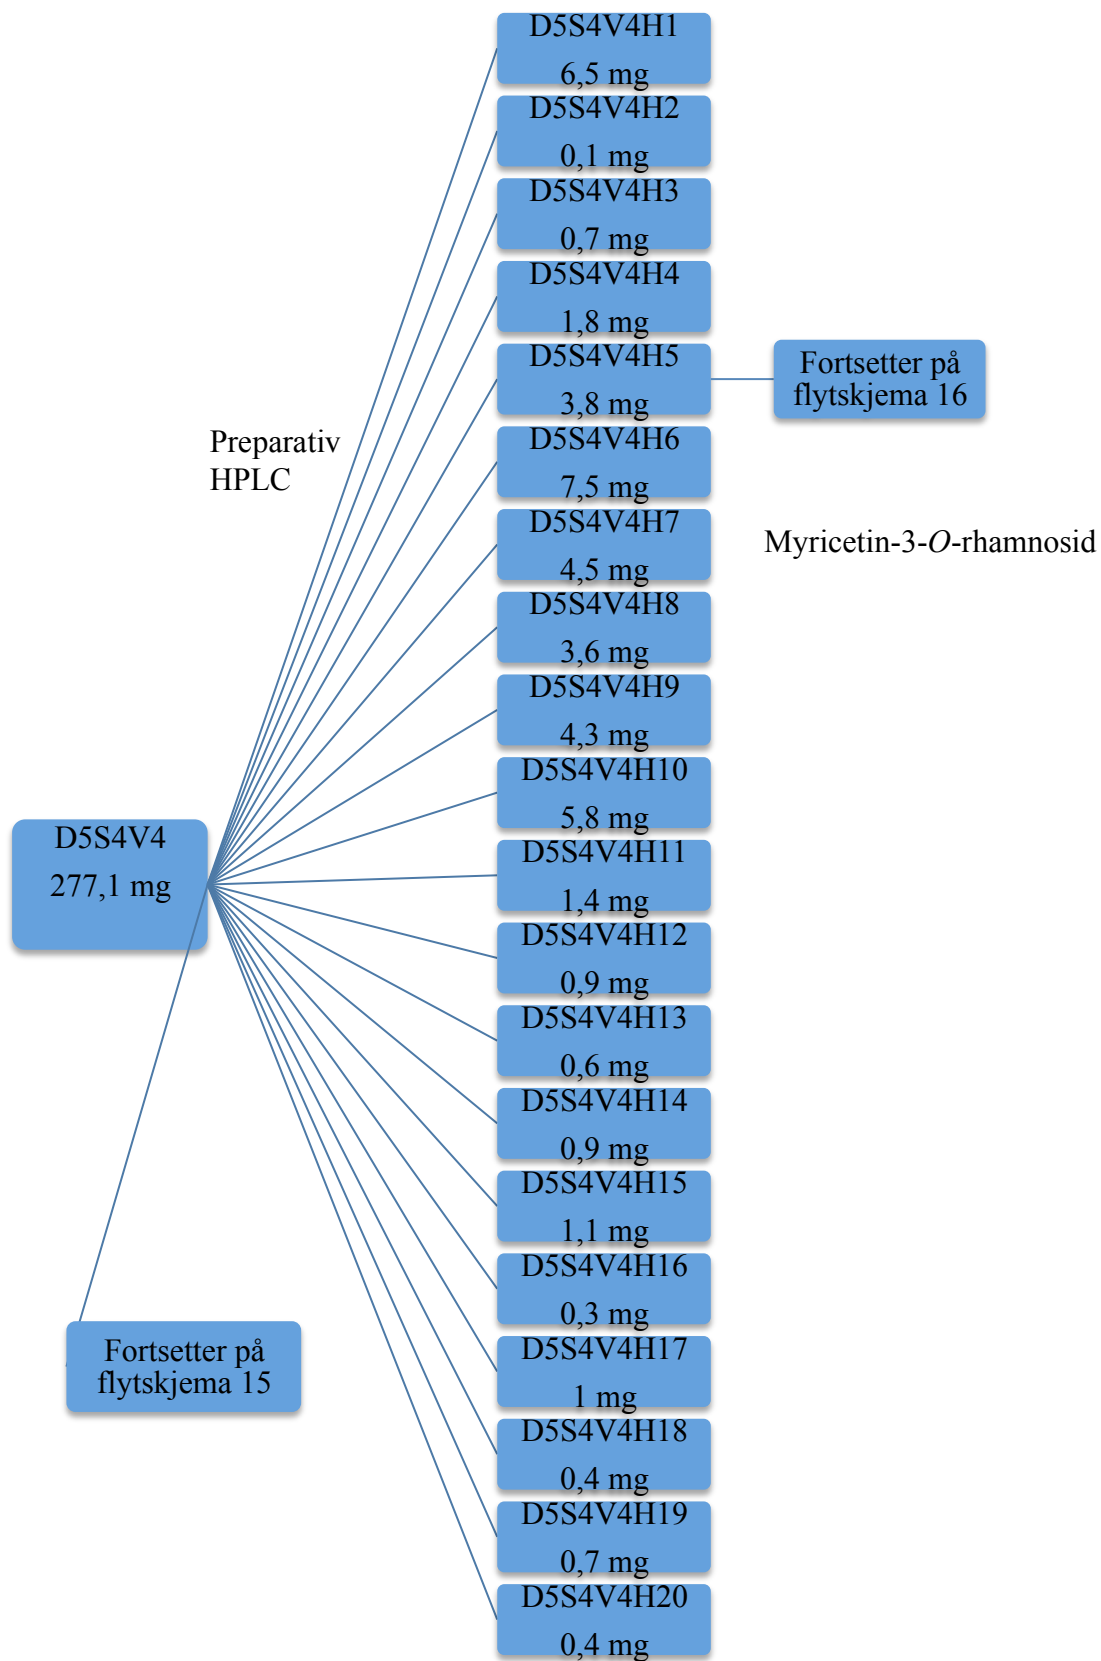 D5S4V4H1
6,5 mg
D5S4V4H2
0,1 mg
D5S4V4H3
0,7 mg
D5S4V4H4
1,8 mg
D5S4V4H5
3,8 mg
Fortsetter på
flytskjema 16
Preparativ
HPLC
D5S4V4H6
7,5 mg
D5S4V4H7
4,5 mg
Myricetin-3-O-rhamnosid
D5S4V4H8
3,6 mg
D5S4V4H9
4,3 mg
D5S4V4H10
5,8 mg
D5S4V4
277,1 mg
D5S4V4H11
1,4 mg
D5S4V4H12
0,9 mg
D5S4V4H13
0,6 mg
D5S4V4H14
0,9 mg
D5S4V4H15
1,1 mg
D5S4V4H16
0,3 mg
Fortsetter på
flytskjema 15
D5S4V4H17
1 mg
D5S4V4H18
0,4 mg
D5S4V4H19
0,7 mg
D5S4V4H20
0,4 mg